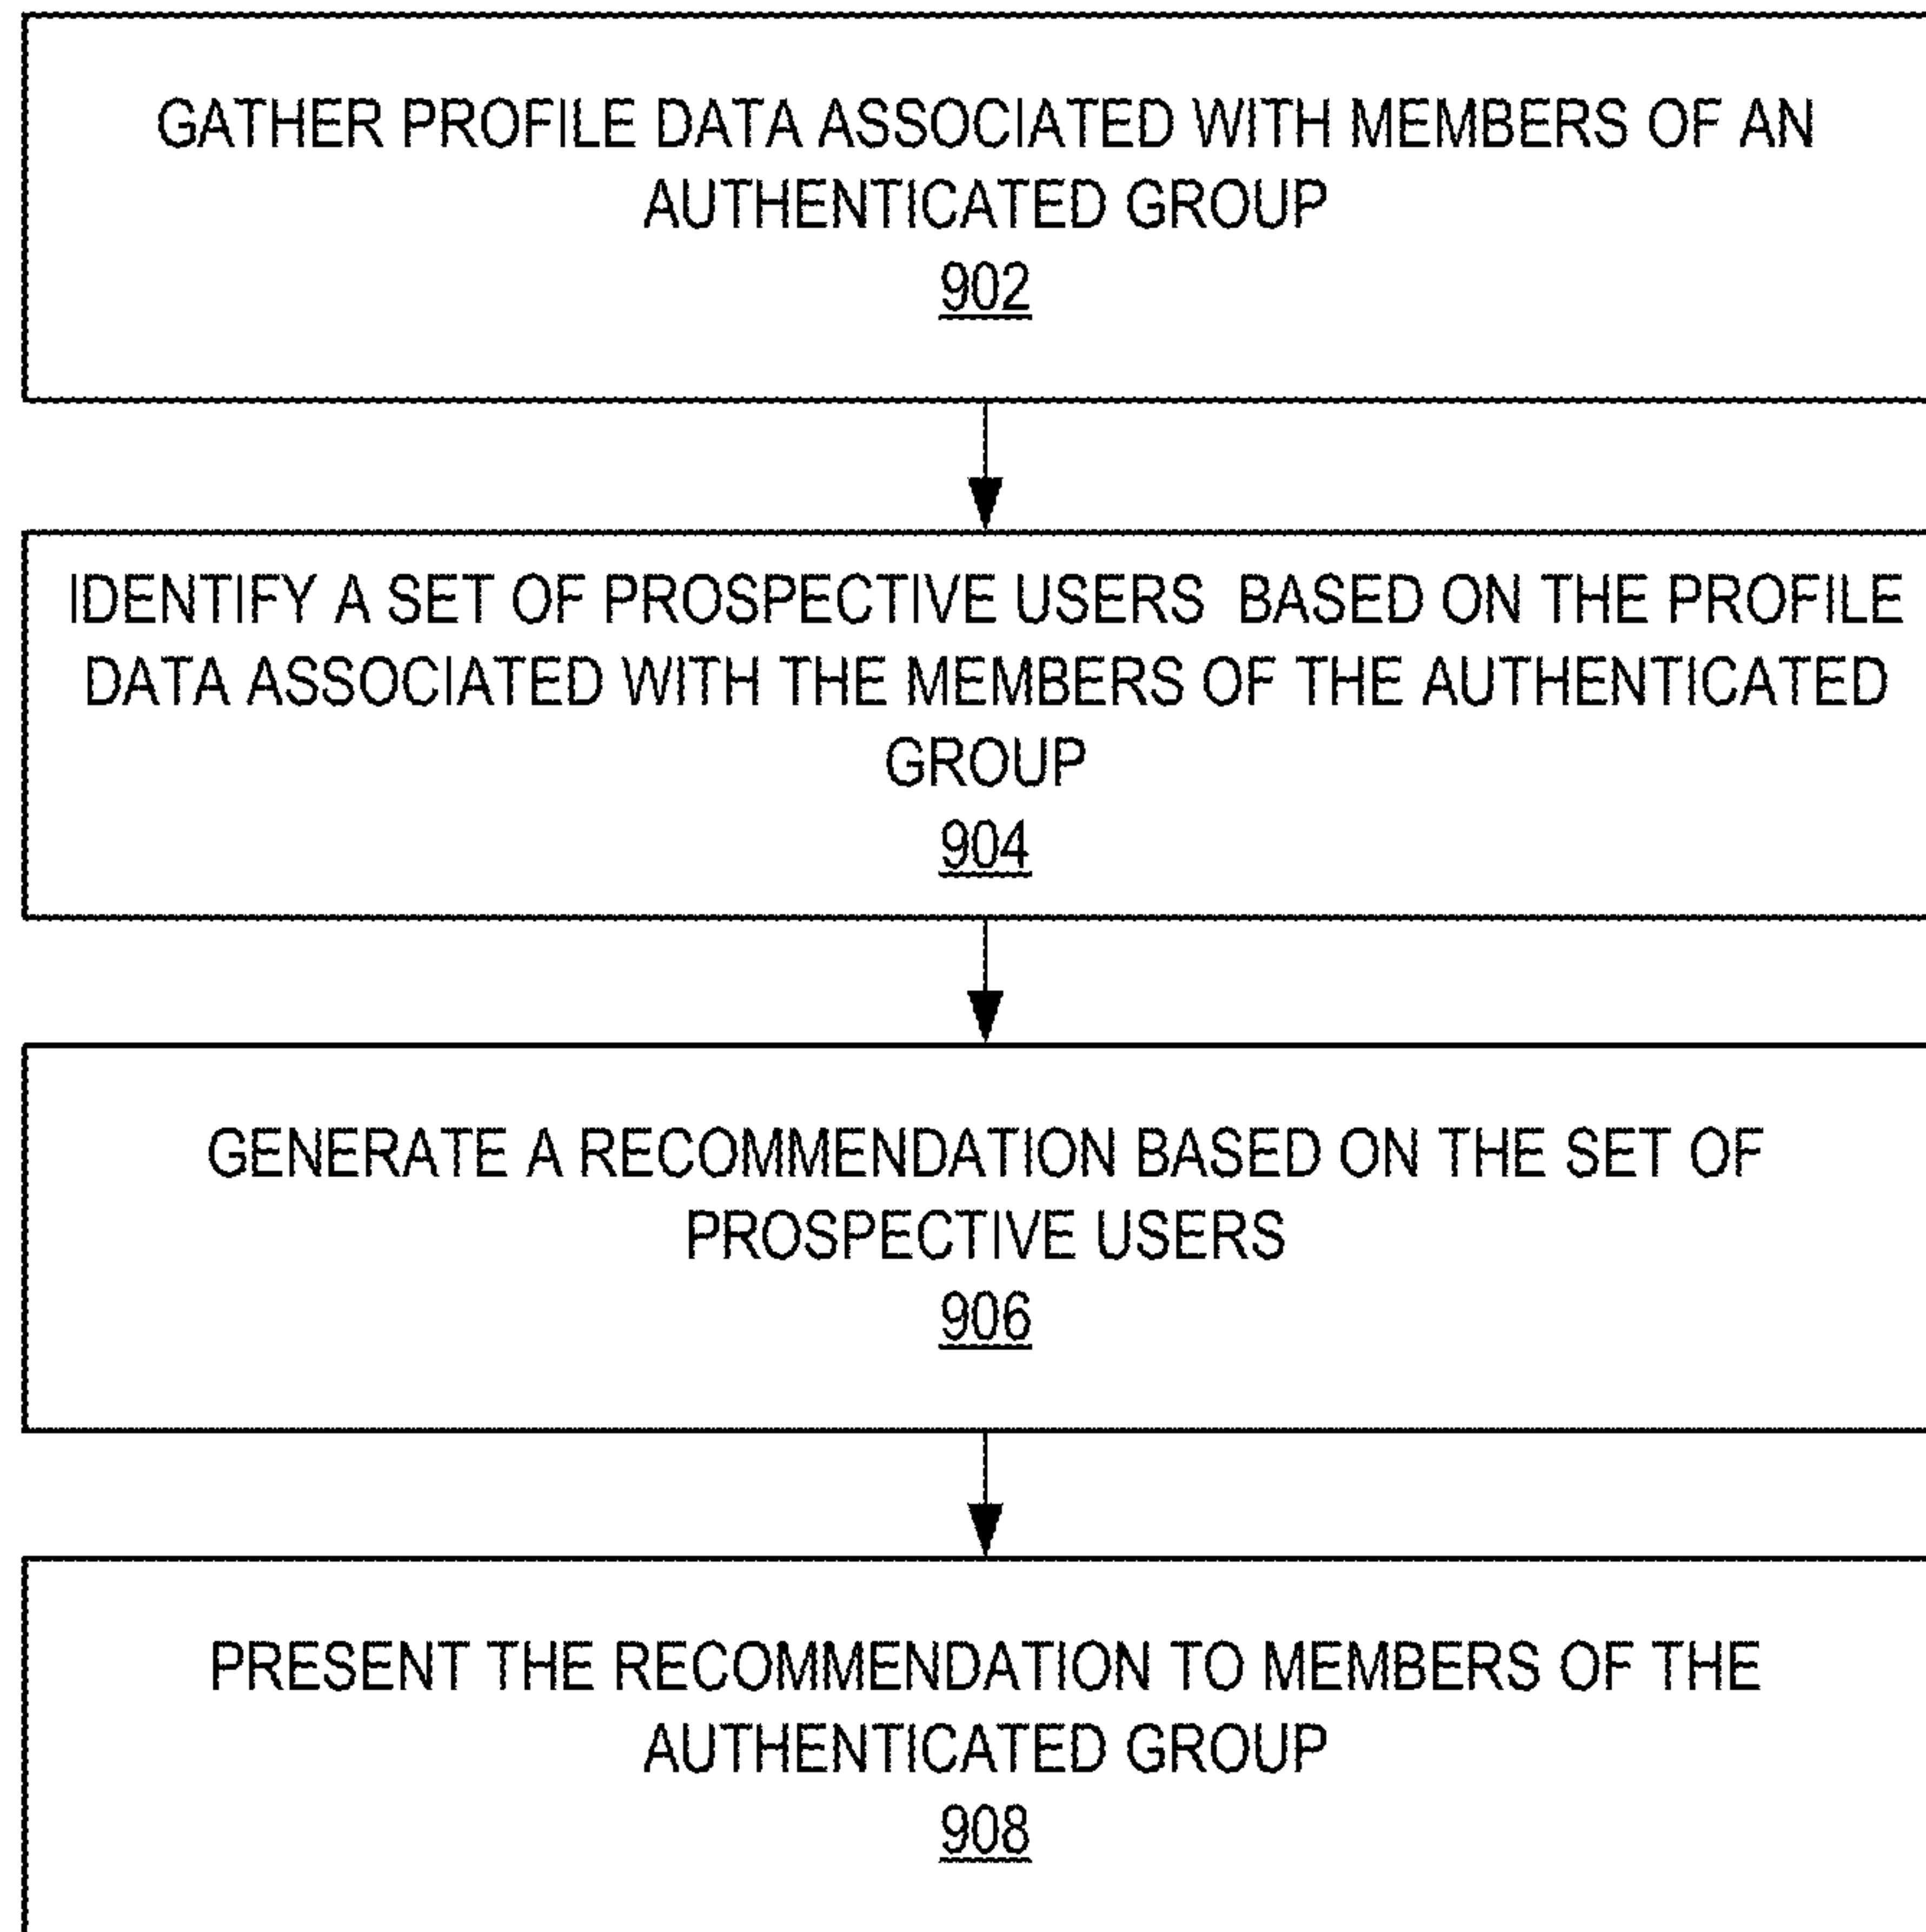 GATHER PROFILE DATA ASSOCIATED WITH MEMBERS OF AN
AUTHENTICATED GROUP
902
IDENTIFY A SET OF PROSPECTIVE USERS BASED ON THE PROFILE
DATA ASSOCIATED WITH THE MEMBERS OF THE AUTHENTICATED
GROUP
904
GENERATE A RECOMMENDATION BASED ON THE SET OF
PROSPECTIVE USERS
906
PRESENT THE RECOMMENDATION TO MEMBERS OF THE
AUTHENTICATED GROUP
908